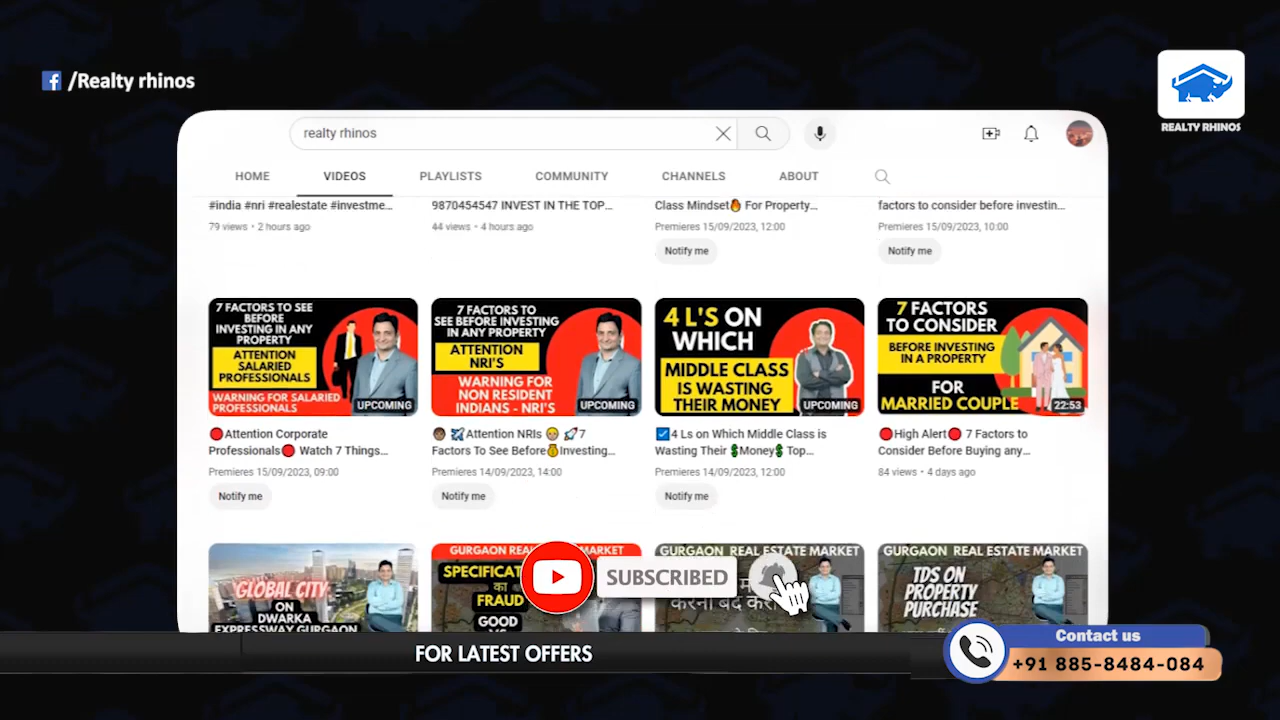 /Realty rhinos
REALTY RHINOS
realty rhinos
HOME VIDEOS PLAYLISTS COMMUNITY CHANNELS ABOUT
#india #nri #realestate #investme...
79 views • 2 hours ago
9870454547 INVEST IN THE TOP...
44 views • 4 hours ago
Class Mindset🔥 For Property...
Premieres 15/09/2023, 12:00
Notify me
factors to consider before investin...
Premieres 15/09/2023, 10:00
Notify me
7 FACTORS TO SEE
BEFORE
INVESTING IN ANY
PROPERTY
ATTENTION
SALARIED
PROFESSIONALS
WARNING FOR SALARIED
PROFESSIONALS
UPCOMING
🔴Attention Corporate
Professionals🔴 Watch 7 Things...
Premieres 15/09/2023, 09:00
Notify me
7 FACTORS TO
SEE BEFORE INVESTING
IN ANY PROPERTY
ATTENTION
NRI'S
WARNING FOR
NON RESIDENT
INDIANS - NRI'S
UPCOMING
Attention NRIs 🚀7
Factors To See Before💰Investing...
Premieres 14/09/2023, 14:00
Notify me
4 L'S ON
WHICH
MIDDLE CLASS
IS WASTING
THEIR MONEY
UPCOMING
☑4 Ls on Which Middle Class is
Wasting Their 💲Money💲 Top...
Premieres 14/09/2023, 12:00
Notify me
7 FACTORS
TO CONSIDER
BEFORE INVESTING
IN A PROPERTY
FOR
MARRIED COUPLE
22:53
🔴High Alert🔴 7 Factors to
Consider Before Buying any...
84 views • 4 days ago
GLOBAL CITY
ON
DWARKA
EXPRESSWAY GURGAON
GURGAON MARKET
का
FRAUD
GOOD
GURGAON REAL ESTATE MARKET
करना बंद
GURGAON REAL ESTATE MARKET
TDS ON
PROPERTY
PURCHASE
SUBSCRIBED
FOR LATEST OFFERS
Contact us
+91 885-8484-084